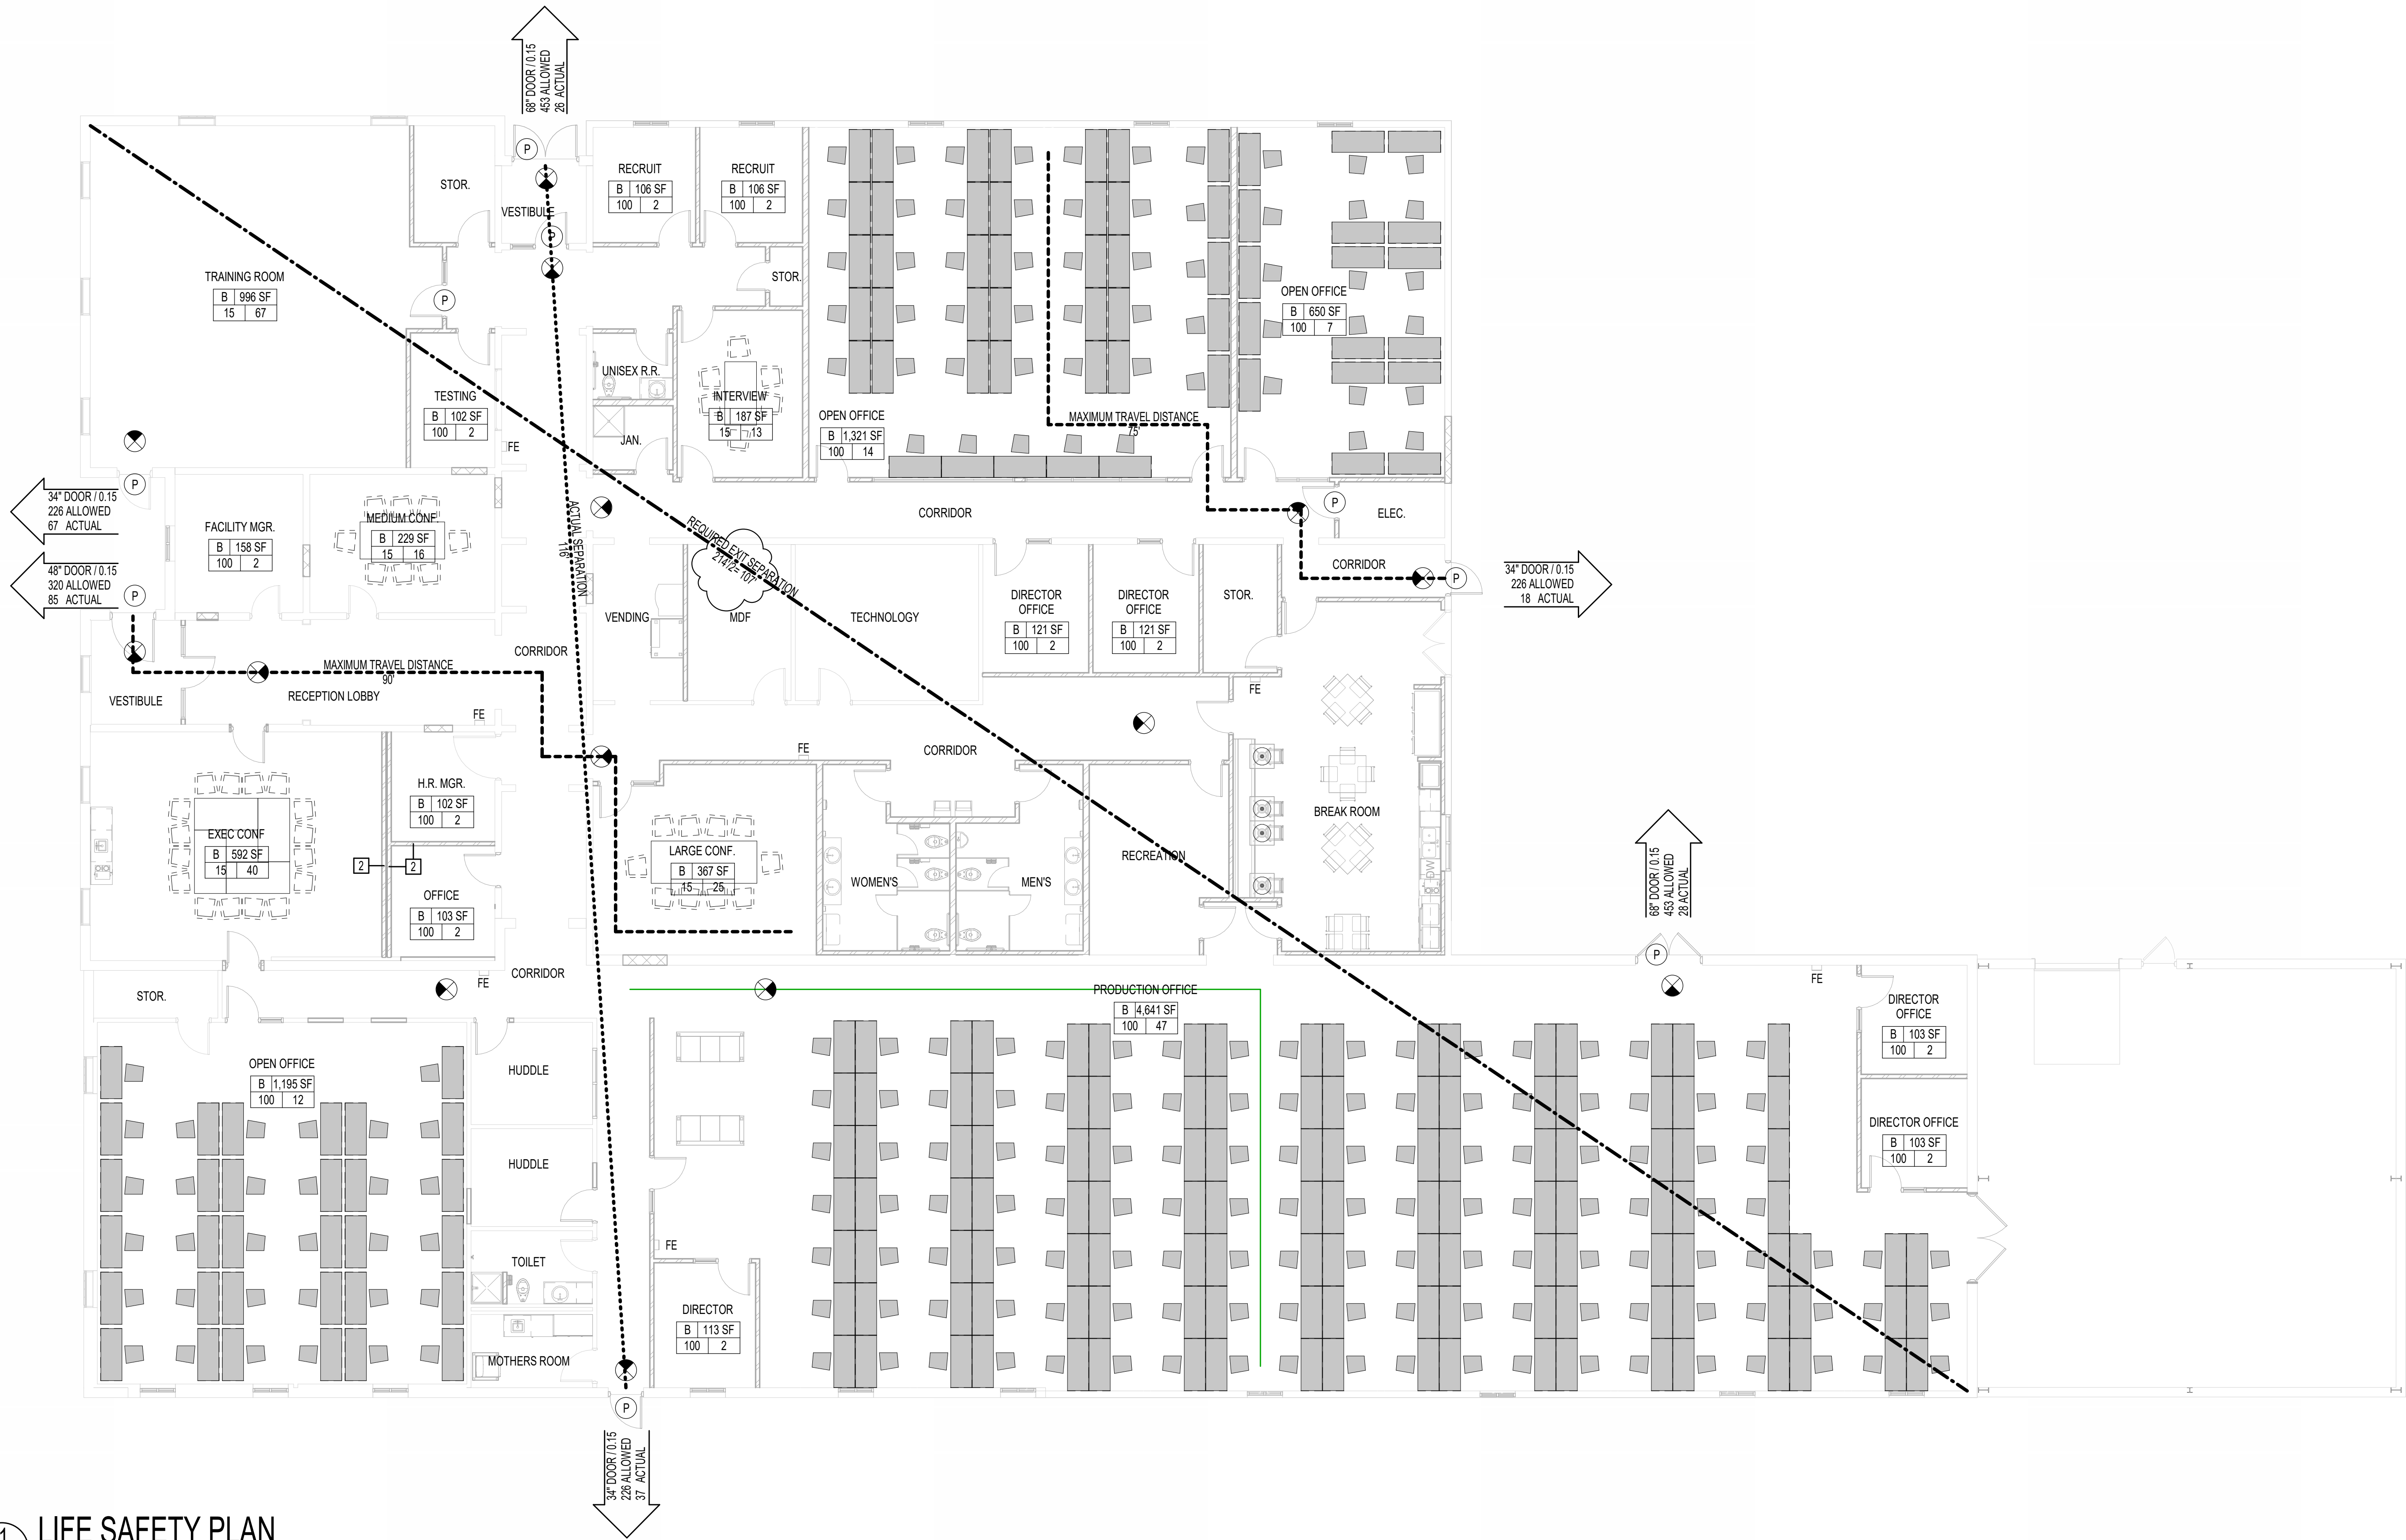 68" DOOR / 0.15
453 ALLOWED
26 ACTUAL
P
STOR.
VESTIBULE
P
RECRUIT
B 106 SF
100 2
RECRUIT
B 106 SF
100 2
TRAINING ROOM
B 996 SF
15 67
P
STOR.
OPEN OFFICE
B 650 SF
100 7
UNISEX R.R.
TESTING
B 102 SF
100 2
INTERVIEW
B 187 SF
15 13
OPEN OFFICE
B 1,321 SF
100 14
MAXIMUM TRAVEL DISTANCE
75'
JAN.
FE
P
34" DOOR / 0.15
226 ALLOWED
67 ACTUAL
FACILITY MGR.
B 158 SF
100 2
MEDIUM CONF.
B 229 SF
15 16
ACTUAL SEPARATION
116'
CORRIDOR
REQUIRED EXIT SEPARATION
214'/2= 107'
P
ELEC.
48" DOOR / 0.15
320 ALLOWED
85 ACTUAL
P
VENDING
MDF
TECHNOLOGY
DIRECTOR
OFFICE
B 121 SF
100 2
DIRECTOR
OFFICE
B 121 SF
100 2
STOR.
CORRIDOR
P
34" DOOR / 0.15
226 ALLOWED
18 ACTUAL
CORRIDOR
MAXIMUM TRAVEL DISTANCE
90'
VESTIBULE
RECEPTION LOBBY
FE
FE
FE
CORRIDOR
H.R. MGR.
B 102 SF
100 2
EXEC CONF
B 592 SF
15 40
2
2
OFFICE
B 103 SF
100 2
LARGE CONF.
B 367 SF
15 25
WOMEN'S
MEN'S
RECREATION
BREAK ROOM
DW
68" DOOR / 0.15
453 ALLOWED
28 ACTUAL
P
CORRIDOR
FE
STOR.
FE
PRODUCTION OFFICE
B 4,641 SF
100 47
DIRECTOR
OFFICE
B 103 SF
100 2
OPEN OFFICE
B 1,195 SF
100 12
HUDDLE
HUDDLE
DIRECTOR OFFICE
B 103 SF
100 2
FE
TOILET
DIRECTOR
B 113 SF
100 2
MOTHERS ROOM
P
34" DOOR / 0.15
226 ALLOWED
37 ACTUAL
1 LIFE SAFETY PLAN